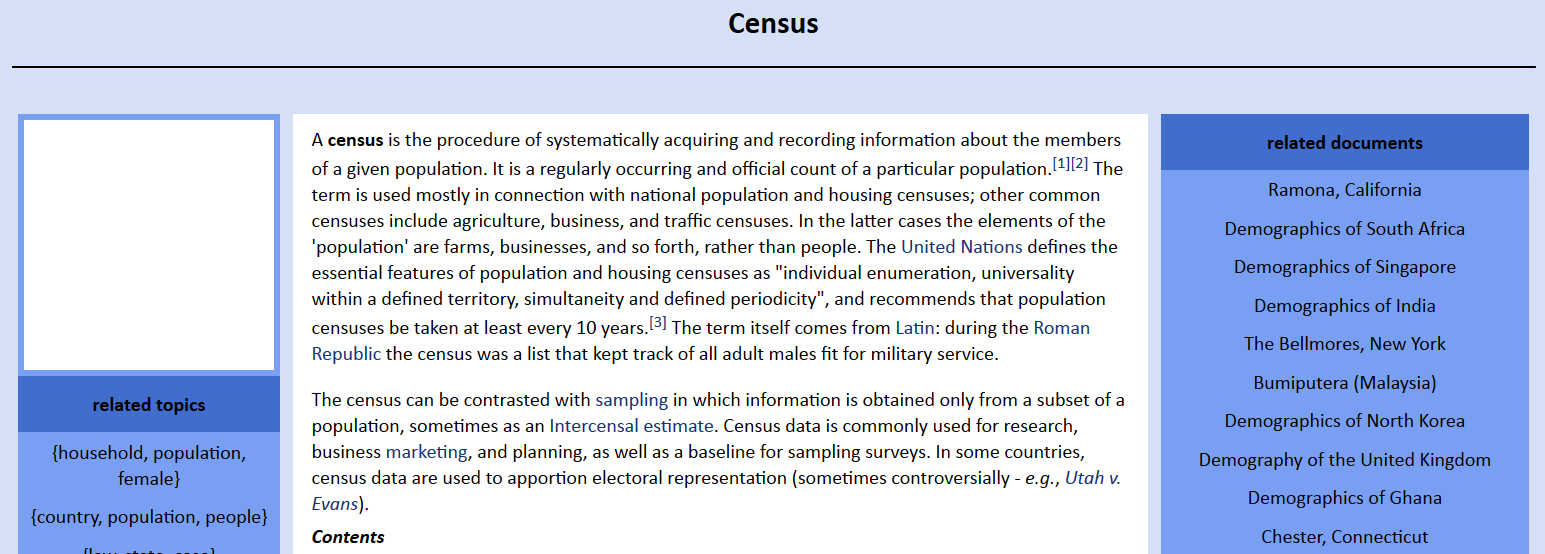 Census
related topics
{household, population,
female}
{country, population, people}
{law, state, case}
A census is the procedure of systematically acquiring and recording information about the members
of a given population. It is a regularly occurring and official count of a particular population.[1][2] The
term is used mostly in connection with national population and housing censuses; other common
censuses include agriculture, business, and traffic censuses. In the latter cases the elements of the
'population' are farms, businesses, and so forth, rather than people. The United Nations defines the
essential features of population and housing censuses as "individual enumeration, universality
within a defined territory, simultaneity and defined periodicity", and recommends that population
censuses be taken at least every 10 years.[3] The term itself comes from Latin: during the Roman
Republic the census was a list that kept track of all adult males fit for military service.
The census can be contrasted with sampling in which information is obtained only from a subset of a
population, sometimes as an Intercensal estimate. Census data is commonly used for research,
business marketing, and planning, as well as a baseline for sampling surveys. In some countries,
census data are used to apportion electoral representation (sometimes controversially - e.g., Utah v.
Evans).
Contents
related documents
Ramona, California
Demographics of South Africa
Demographics of Singapore
Demographics of India
The Bellmores, New York
Bumiputera (Malaysia)
Demographics of North Korea
Demography of the United Kingdom
Demographics of Ghana
Chester, Connecticut